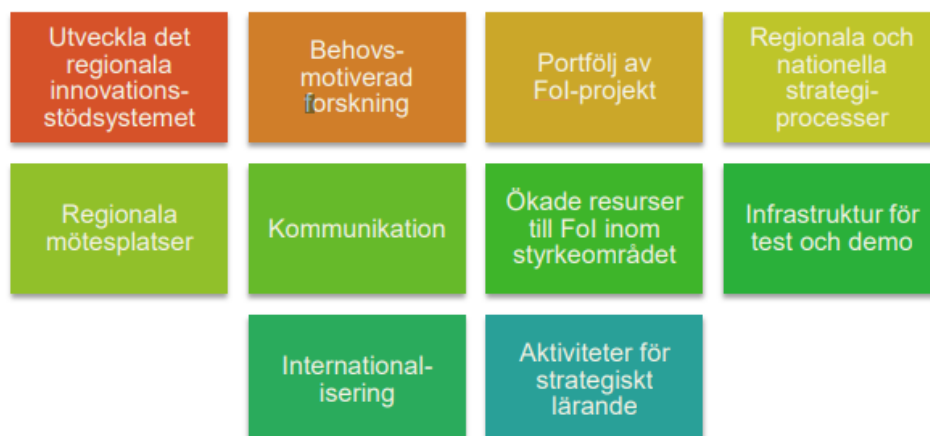 Utveckla det
regionala
innovations-
stödsystemet
Behovs-
motiverad
forskning
Portfölj av
FoI-projekt
Regionala och
nationella
strategi-
processer
Regionala
mötesplatser
Kommunikation
Ökade resurser
till FoI inom
styrkeområdet
Infrastruktur för
test och demo
International-
isering
Aktiviteter för
strategiskt
lärande